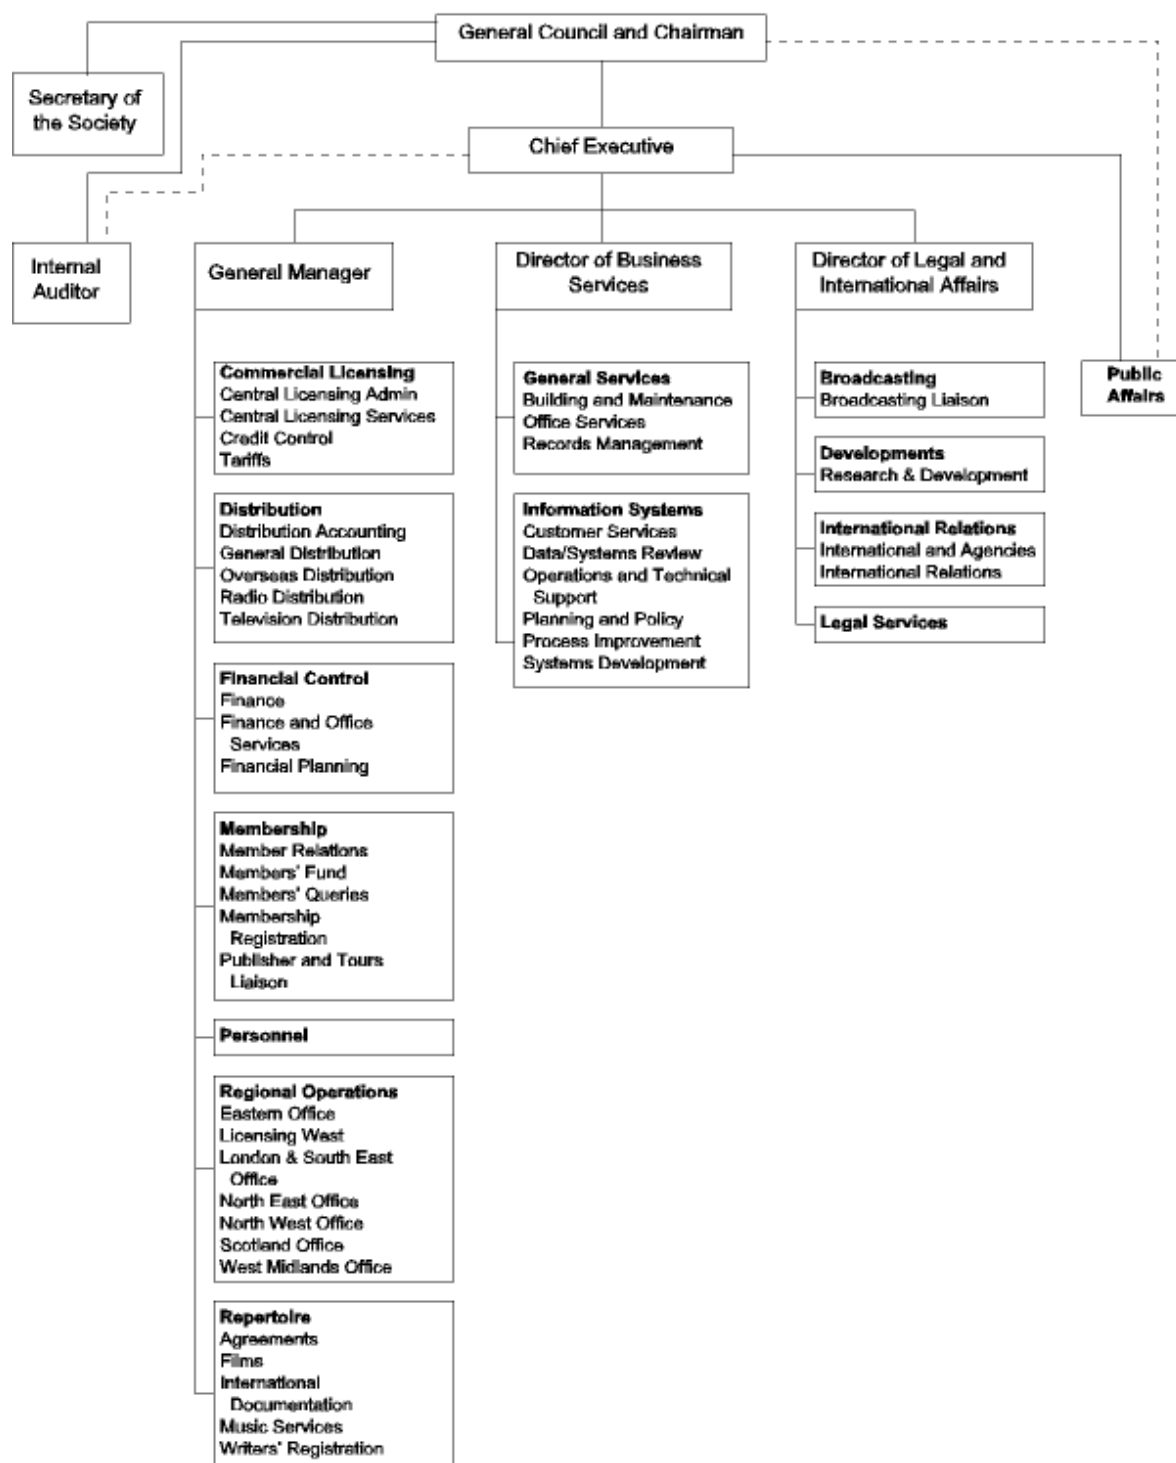 General Council and Chairman
Secretary of
the Society
Chief Executive
Internal
Auditor
General Manager
Director of Business
Services
Director of Legal and
International Affairs
Public
Affairs
Commercial Licensing
Central Licensing Admin
Central Licensing Services
Credit Control
Tariffs
Distribution
Distribution Accounting
General Distribution
Overseas Distribution
Radio Distribution
Television Distribution
Financial Control
Finance
Finance and Office
Services
Financial Planning
Membership
Member Relations
Members' Fund
Members' Queries
Membership
Registration
Publisher and Tours
Liaison
Personnel
Regional Operations
Eastern Office
Licensing West
London & South East
Office
North East Office
North West Office
Scotland Office
West Midlands Office
Repertoire
Agreements
Films
International
Documentation
Music Services
Writers' Registration
General Services
Building and Maintenance
Office Services
Records Management
Information Systems
Customer Services
Data/Systems Review
Operations and Technical
Support
Planning and Policy
Process Improvement
Systems Development
Broadcasting
Broadcasting Liaison
Developments
Research & Development
International Relations
International and Agencies
International Relations
Legal Services